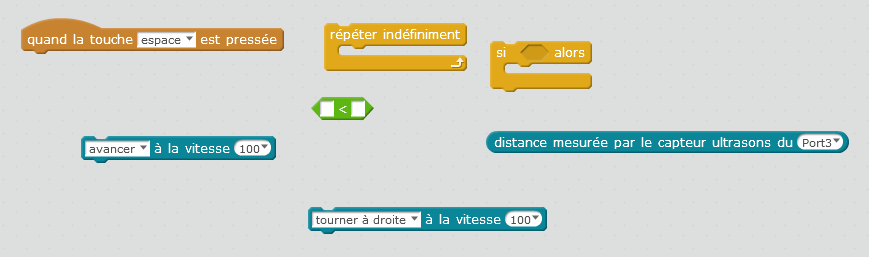 quand la touche espace est pressée
répéter indéfiniment
si alors
<
avancer à la vitesse 100
distance mesurée par le capteur ultrasons du Port3
tourner à droite à la vitesse 100